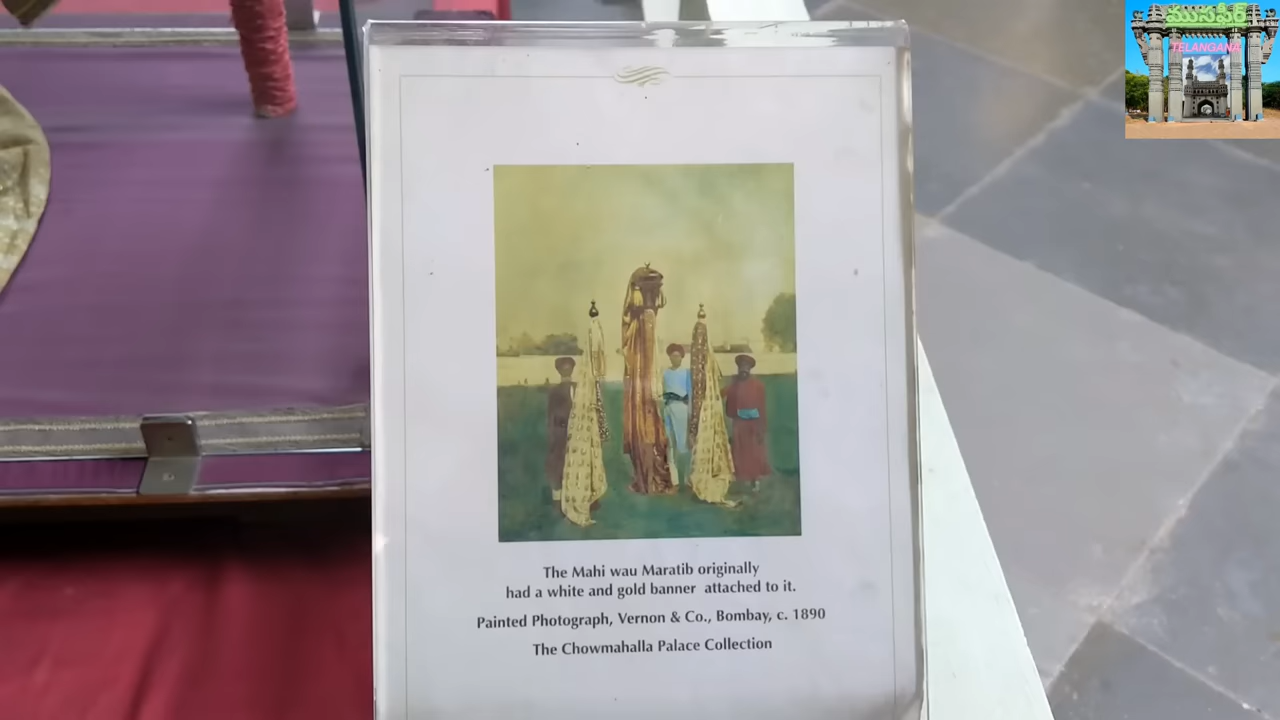 మునాఫిర్
TELANGANA
The Mahi wau Maratib originally
had a white and gold banner attached to it.
Painted Photograph, Vernon & Co., Bombay, c. 1890
The Chowmahalla Palace Collection